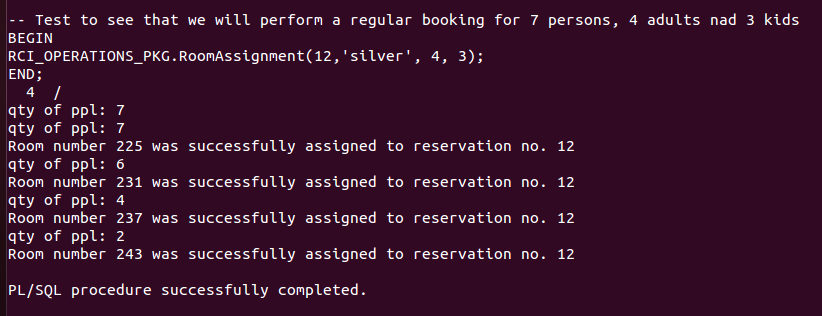 -- Test to see that we will perform a regular booking for 7 persons, 4 adults nad 3 kids
BEGIN
RCI_OPERATIONS_PKG.RoomAssignment(12,'silver', 4, 3);
END;
  4  /
qty of ppl: 7
qty of ppl: 7
Room number 225 was successfully assigned to reservation no. 12
qty of ppl: 6
Room number 231 was successfully assigned to reservation no. 12
qty of ppl: 4
Room number 237 was successfully assigned to reservation no. 12
qty of ppl: 2
Room number 243 was successfully assigned to reservation no. 12

PL/SQL procedure successfully completed.